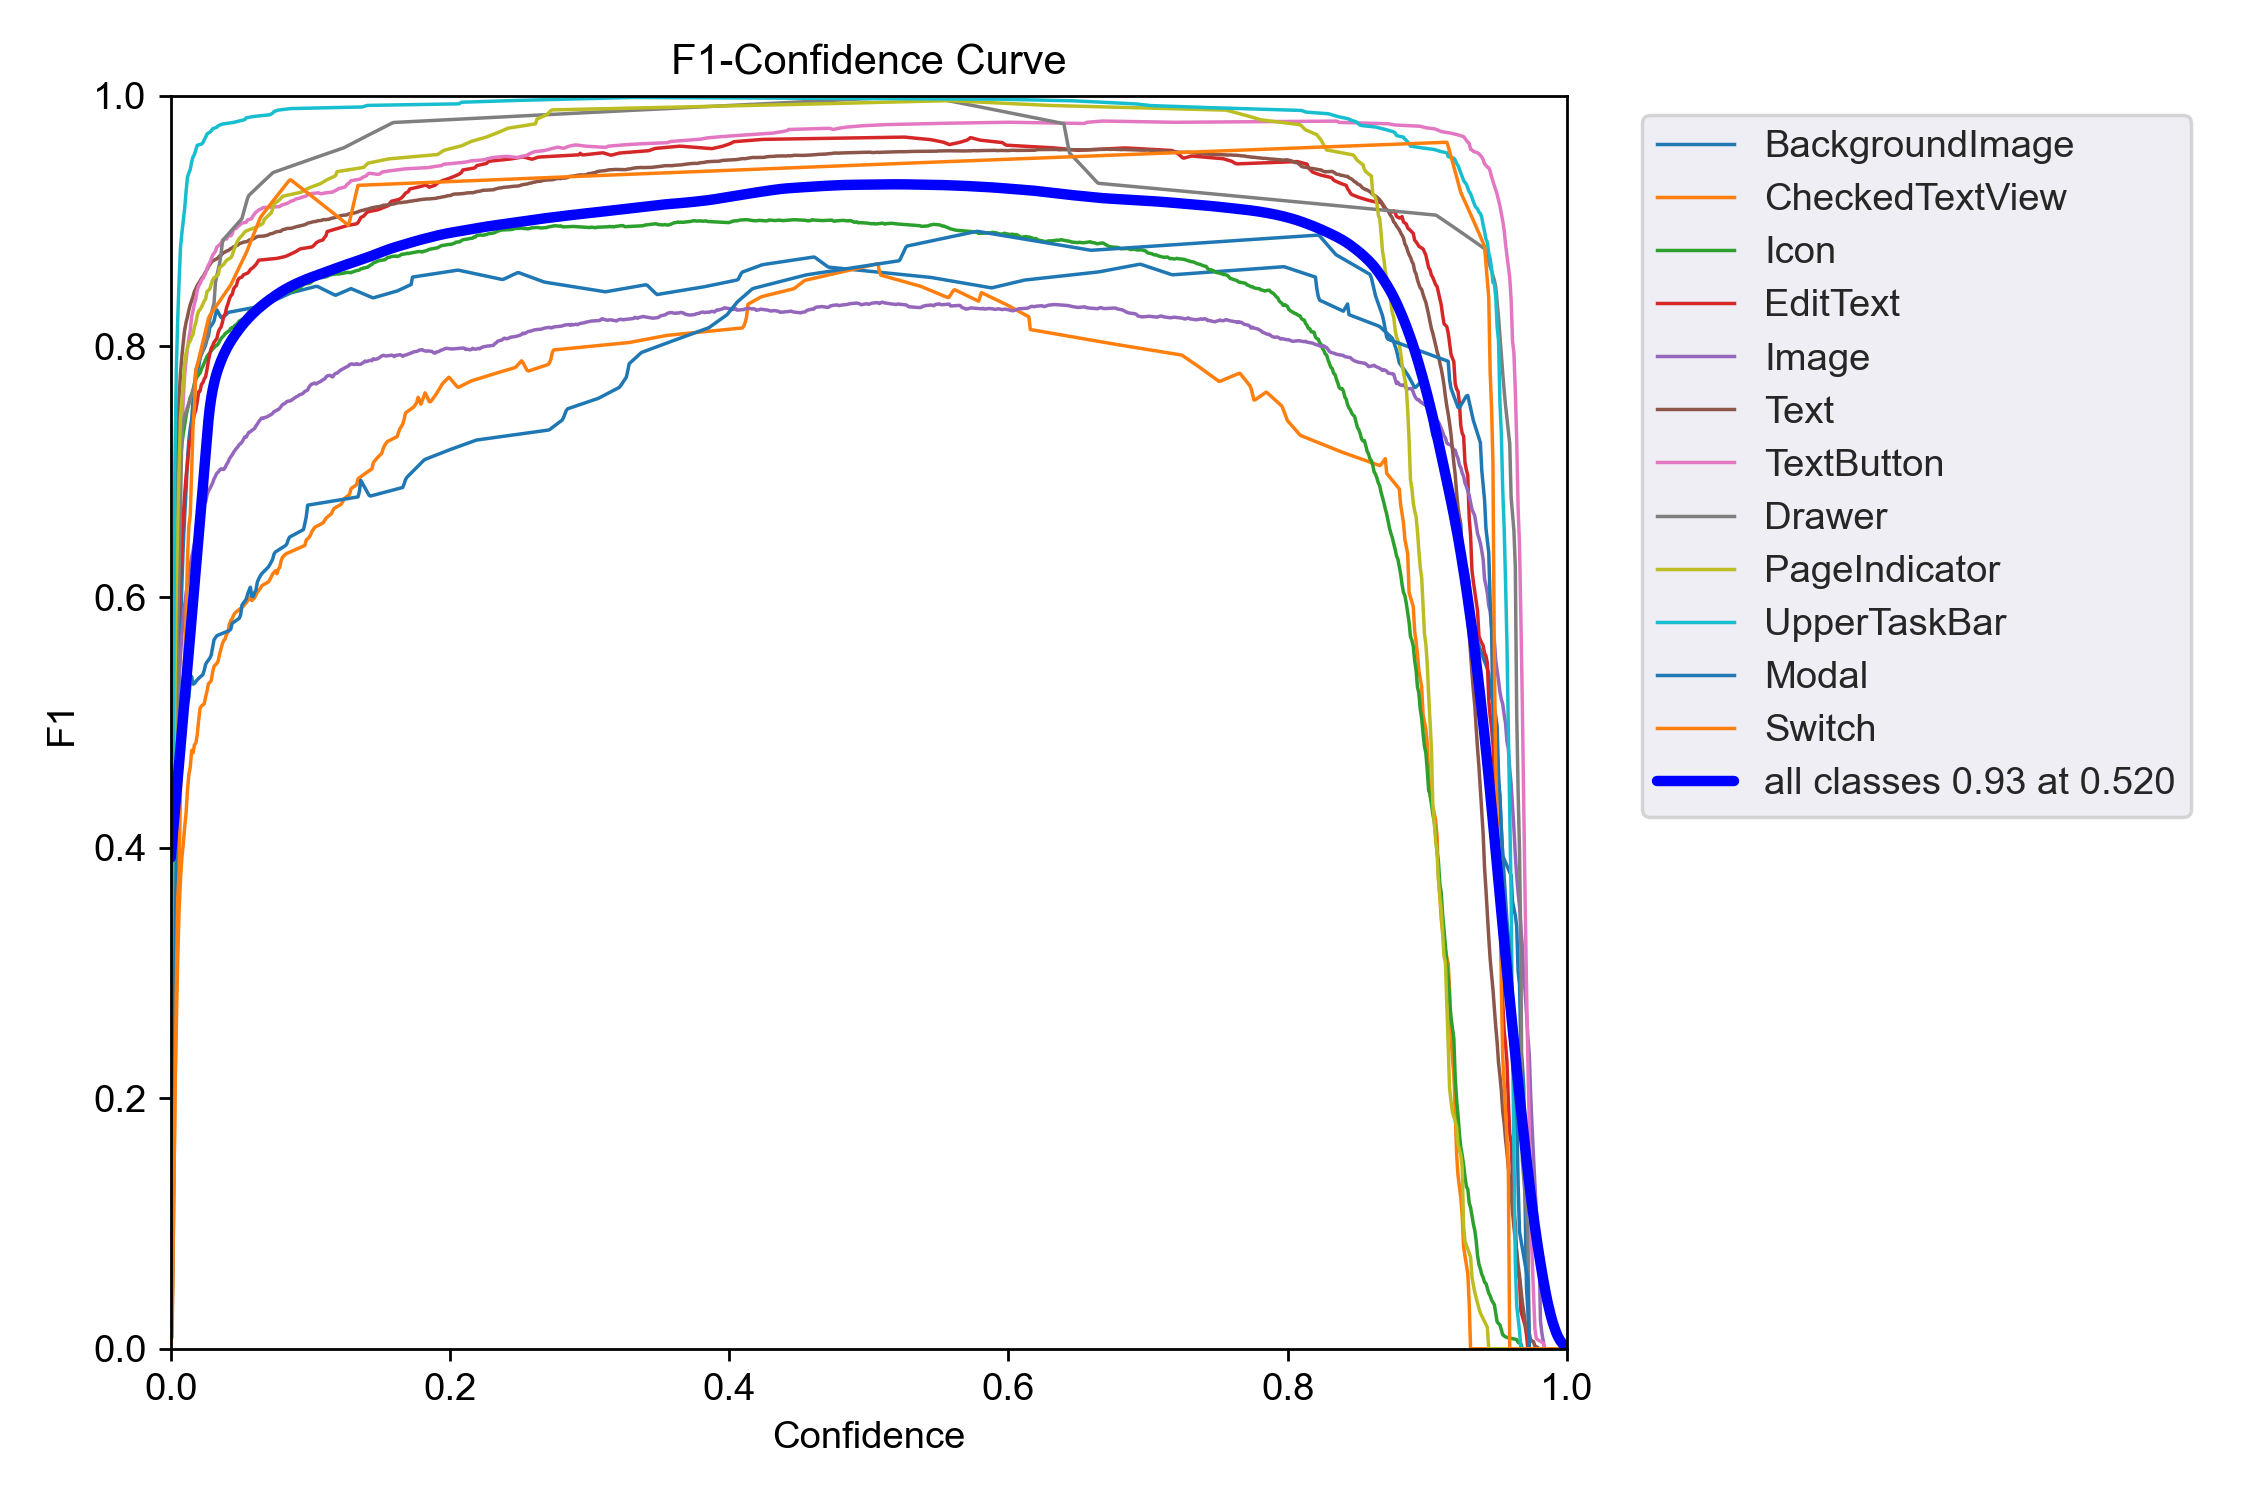 F1-Confidence Curve
1.0
0.8
0.6
0.4
0.2
0.0
F1
0.0 0.2 0.4 0.6 0.8 1.0
Confidence
BackgroundImage
CheckedTextView
Icon
EditText
Image
Text
TextButton
Drawer
PageIndicator
UpperTaskBar
Modal
Switch
all classes 0.93 at 0.520